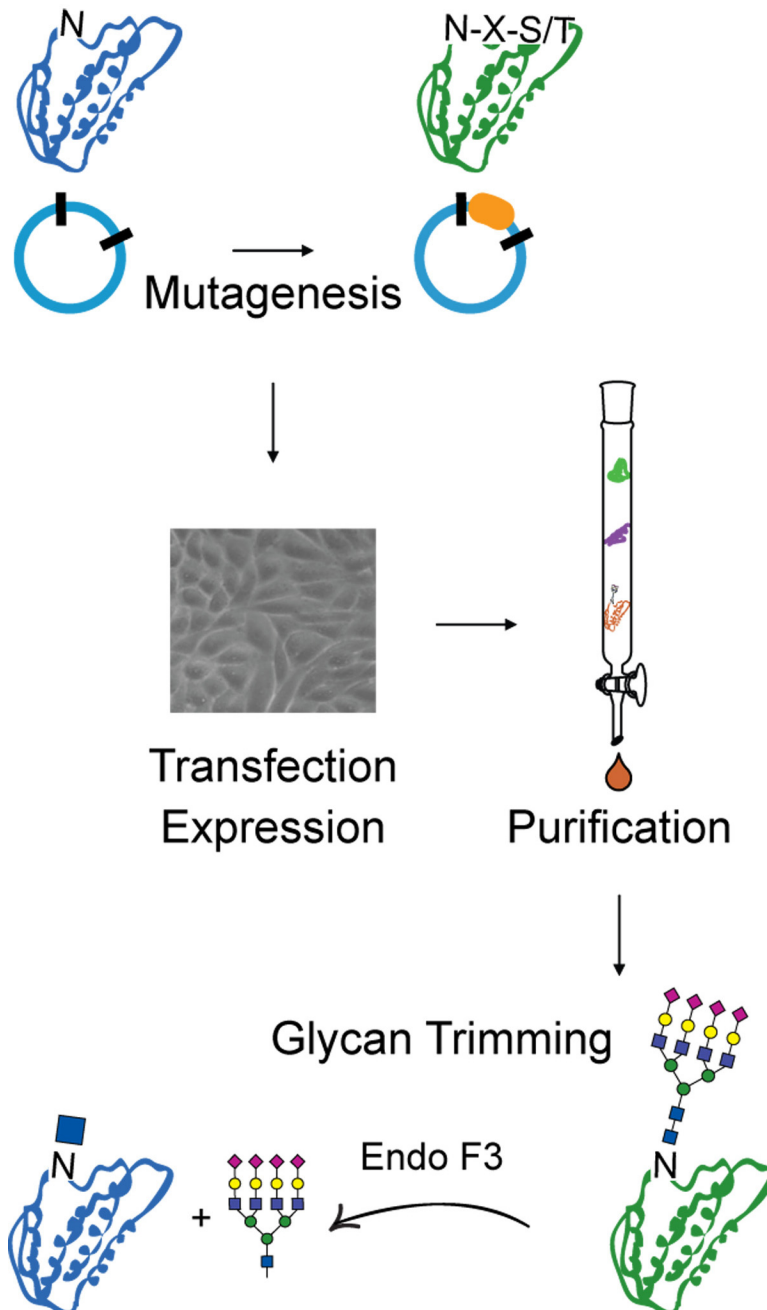 N
N-X-S/T
Mutagenesis
Transfection
Expression
Purification
Glycan Trimming
N
N
+
Endo F3